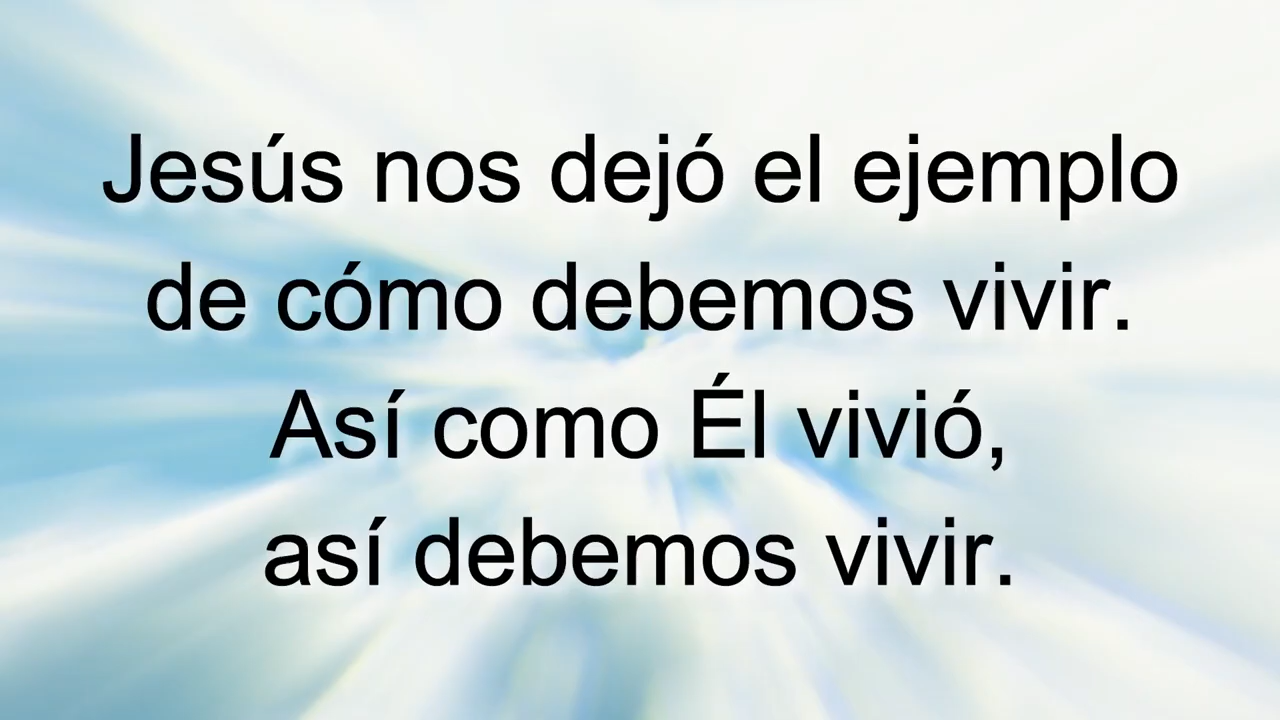 Jesús nos dejó el ejemplo
de cómo debemos vivir.
Así como Él vivió,
así debemos vivir.